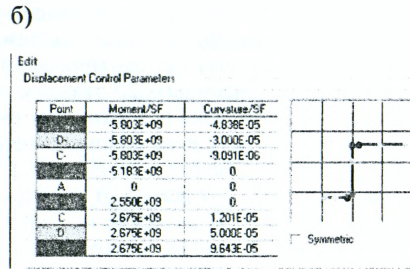 б)
Edit
Displacement Control Parameters
Point Moment/SF Curvature/SF
-5.803E+09 -4.838E-05
D- -5.803E+09 -3.000E-05
C- -5.803E+09 -9.091E-06
-5.183E+09 0.
A 0. 0.
2.550E+09 0.
C 2.675E+09 1.201E-05
D 2.675E+09 5.000E-05
2.675E+09 9.643E-05
Symmetric